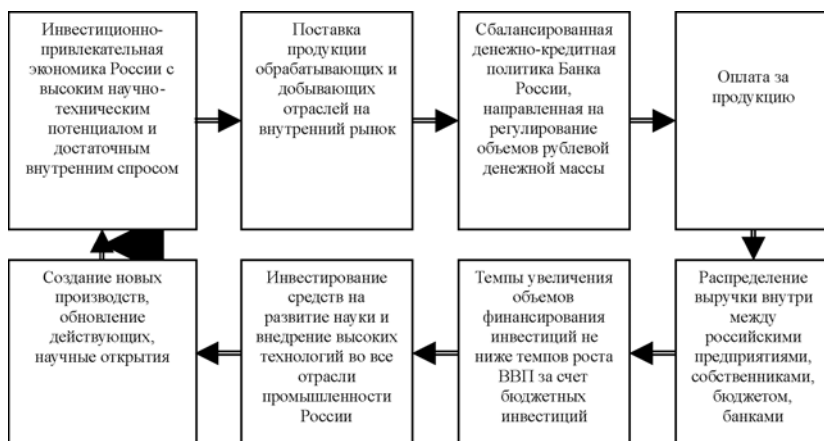 Инвестиционно-
привлекательная
экономика России с
высоким научно-
техническим
потенциалом и
достаточным
внутренним спросом
Поставка
продукции
обрабатывающих и
добывающих
отраслей на
внутренний рынок
Сбалансированная
денежно-кредитная
политика Банка
России,
направленная на
регулирование
объемов рублевой
денежной массы
Оплата за
продукцию
Распределение
выручки внутри
между
российскими
предприятиями,
собственниками,
бюджетом,
банками
Темпы увеличения
объемов
финансирования
инвестиций не
ниже темпов роста
ВВП за счет
бюджетных
инвестиций
Инвестирование
средств на
развитие науки и
внедрение высоких
технологий во все
отрасли
промышленности
России
Создание новых
производств,
обновление
действующих,
научные открытия